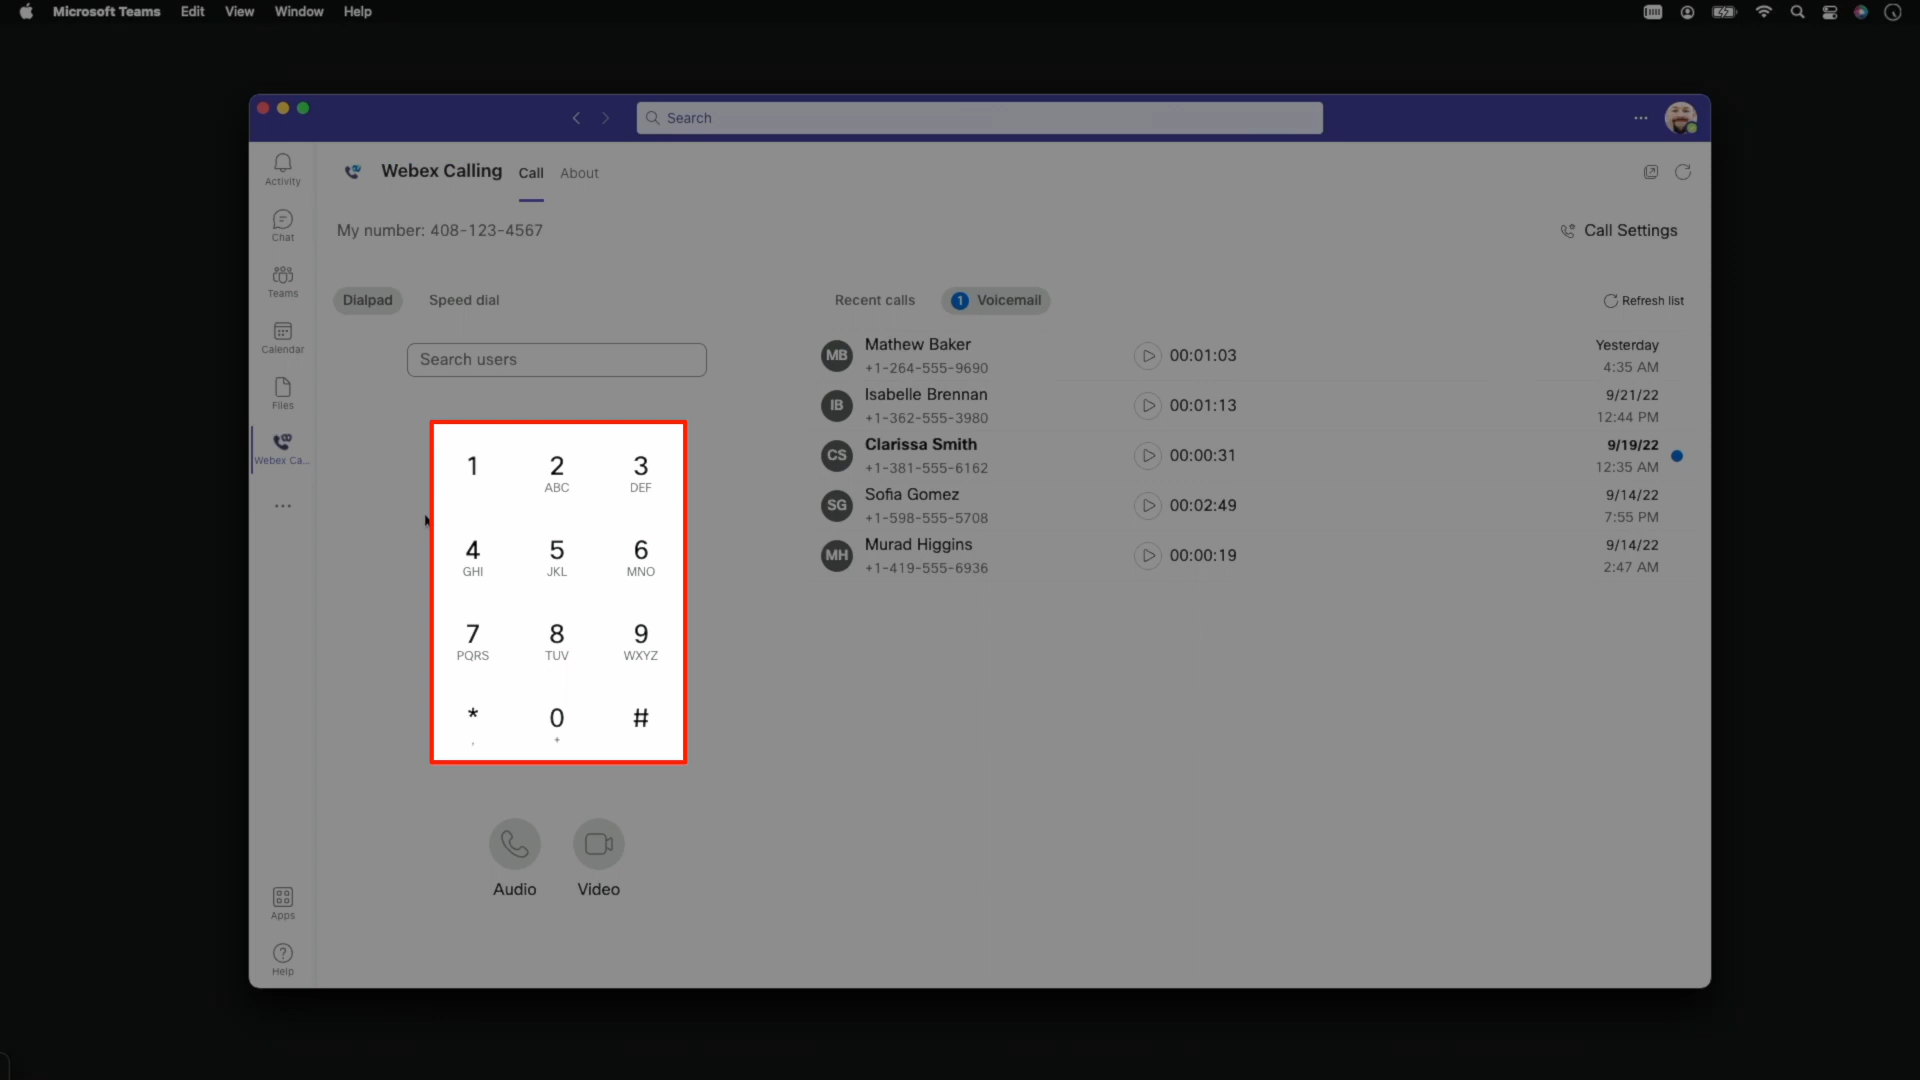 Microsoft Teams Edit View Window Help
Search
Activity
Chat
Teams
Calendar
Files
Webex Ca...
Apps
Help
Webex Calling Call About
My number: 408-123-4567
Call Settings
Dialpad Speed dial
Search users
1
2 ABC
3 DEF
4 GHI
5 JKL
6 MNO
7 PQRS
8 TUV
9 WXYZ
* ,
0 +
#
Audio Video
Recent calls 1 Voicemail Refresh list
MB Mathew Baker 00:01:03 Yesterday
+1-264-555-9690 4:35 AM
IB Isabelle Brennan 00:01:13 9/21/22
+1-362-555-3980 12:44 PM
CS Clarissa Smith 00:00:31 9/19/22
+1-381-555-6162 12:35 AM
SG Sofia Gomez 00:02:49 9/14/22
+1-598-555-5708 7:55 PM
MH Murad Higgins 00:00:19 9/14/22
+1-419-555-6936 2:47 AM